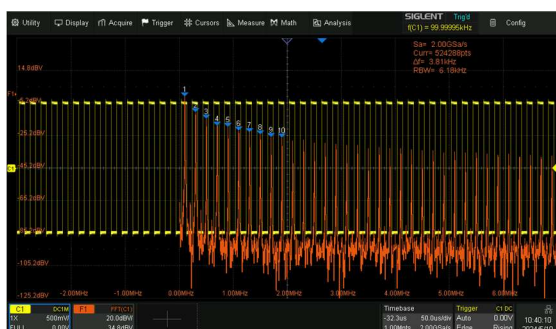 Utility Display Acquire Trigger Cursors Measure Math Analysis SIGLENT Trig'd Config
f(C1) = 99.99995kHz
Sa= 2.00GSa/s
Curr= 524288pts
Δf= 3.81kHz
RBW= 6.18kHz
14.8dBV
F1
1
2 3 4 5 6 7 8 9 10
-25.2dBV
C1
-45.2dBV
-65.2dBV
-105.2dBV
-125.2dBV
-2.00MHz -1.00MHz 0.00Hz 1.00MHz 2.00MHz 3.00MHz 4.00MHz 5.00MHz 6.00MHz
C1 DC1M F1 FFT(C1) Timebase Trigger C1 DC
1X 500mV/ 20.0dBV -32.3us 50.0us/div Auto 0.00V 10:40:10
FULL 0.00V 34.8dBV 1.00Mpts 2.00GSa/s Edge Rising